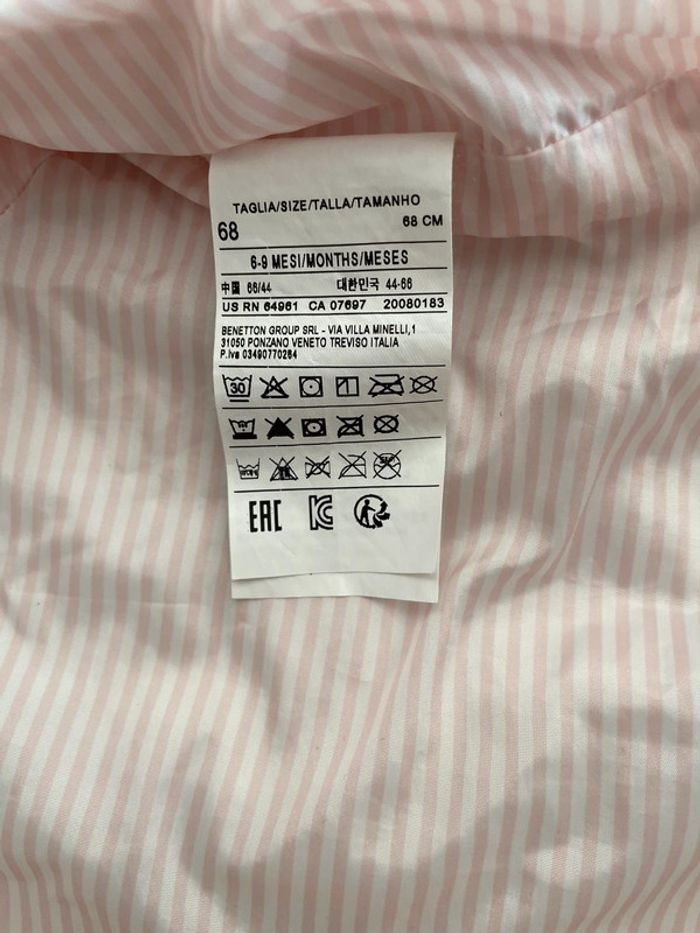 TAGLIA/SIZE/TALLA/TAMANHO
68 68 CM
6-9 MESI/MONTHS/MESES
中国 66/44 대한민국 44-66
US RN 64961 CA 07697 20080183
BENETTON GROUP SRL - VIA VILLA MINELLI,1
31050 PONZANO VENETO TREVISO ITALIA
P.Iva 03490770264
30
EAC